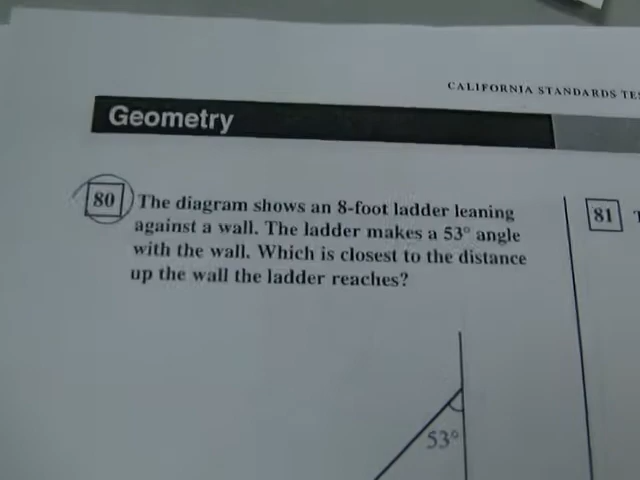 CALIFORNIA STANDARDS
Geometry
80 The diagram shows an 8-foot ladder leaning
against a wall. The ladder makes a 53° angle
with the wall. Which is closest to the distance
up the wall the ladder reaches?
53°
81